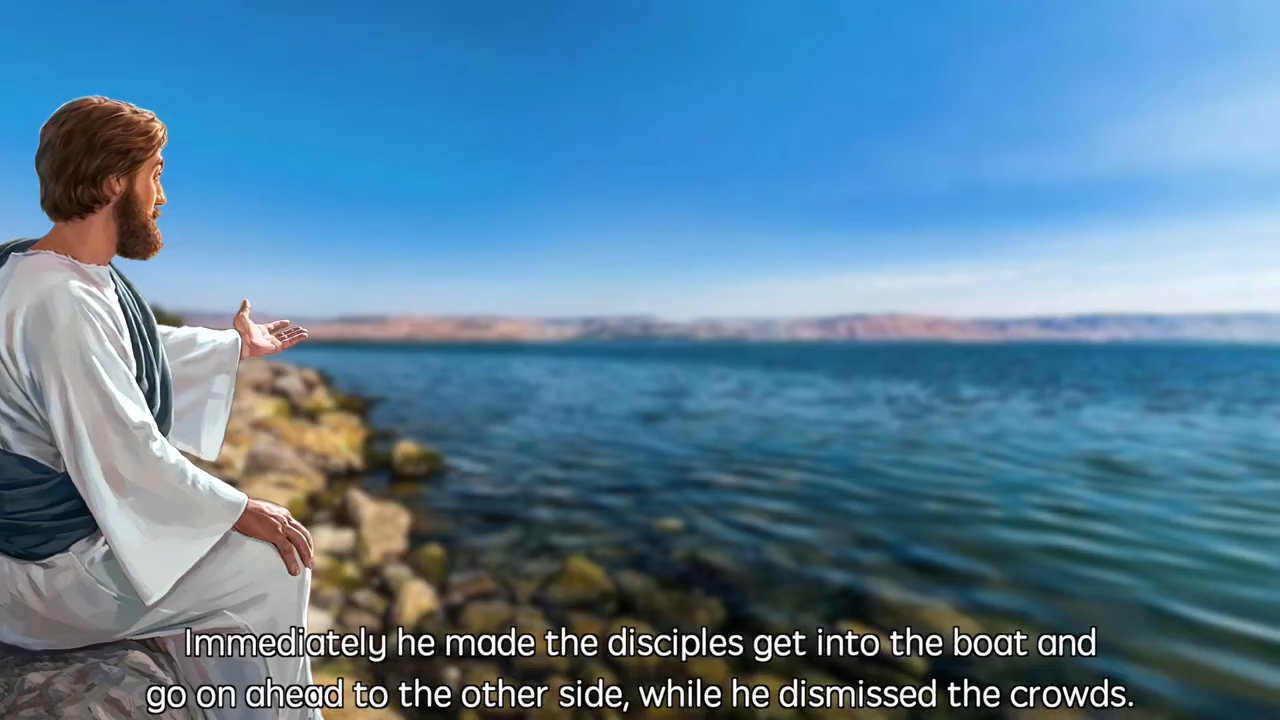 Immediately he made the disciples get into the boat and
go on ahead to the other side, while he dismissed the crowds.